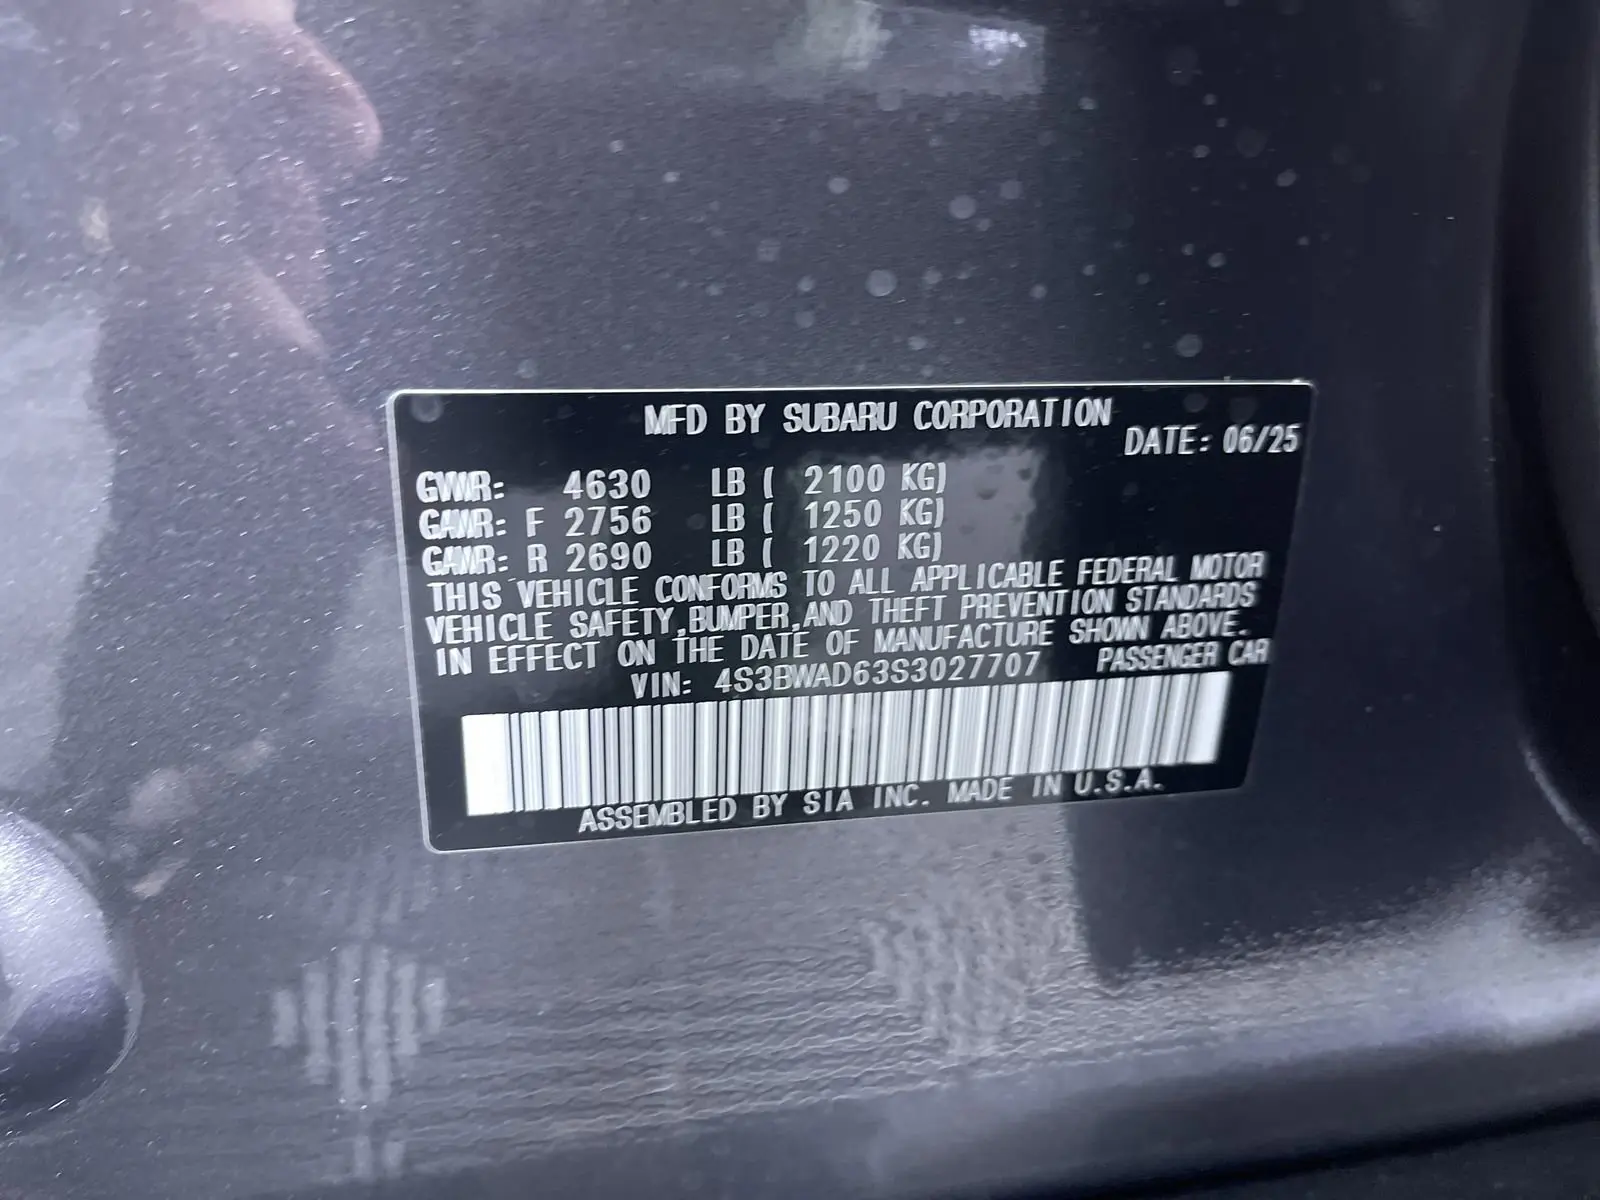 MFD BY SUBARU CORPORATION
DATE: 06/25
GVWR: 4630 LB ( 2100 KG)
GAWR: F 2756 LB ( 1250 KG)
GAWR: R 2690 LB ( 1220 KG)
THIS VEHICLE CONFORMS TO ALL APPLICABLE FEDERAL MOTOR
VEHICLE SAFETY,BUMPER,AND THEFT PREVENTION STANDARDS
IN EFFECT ON THE DATE OF MANUFACTURE SHOWN ABOVE.
VIN: 4S3BWAD63S3027707 PASSENGER CAR
ASSEMBLED BY SIA INC. MADE IN U.S.A.